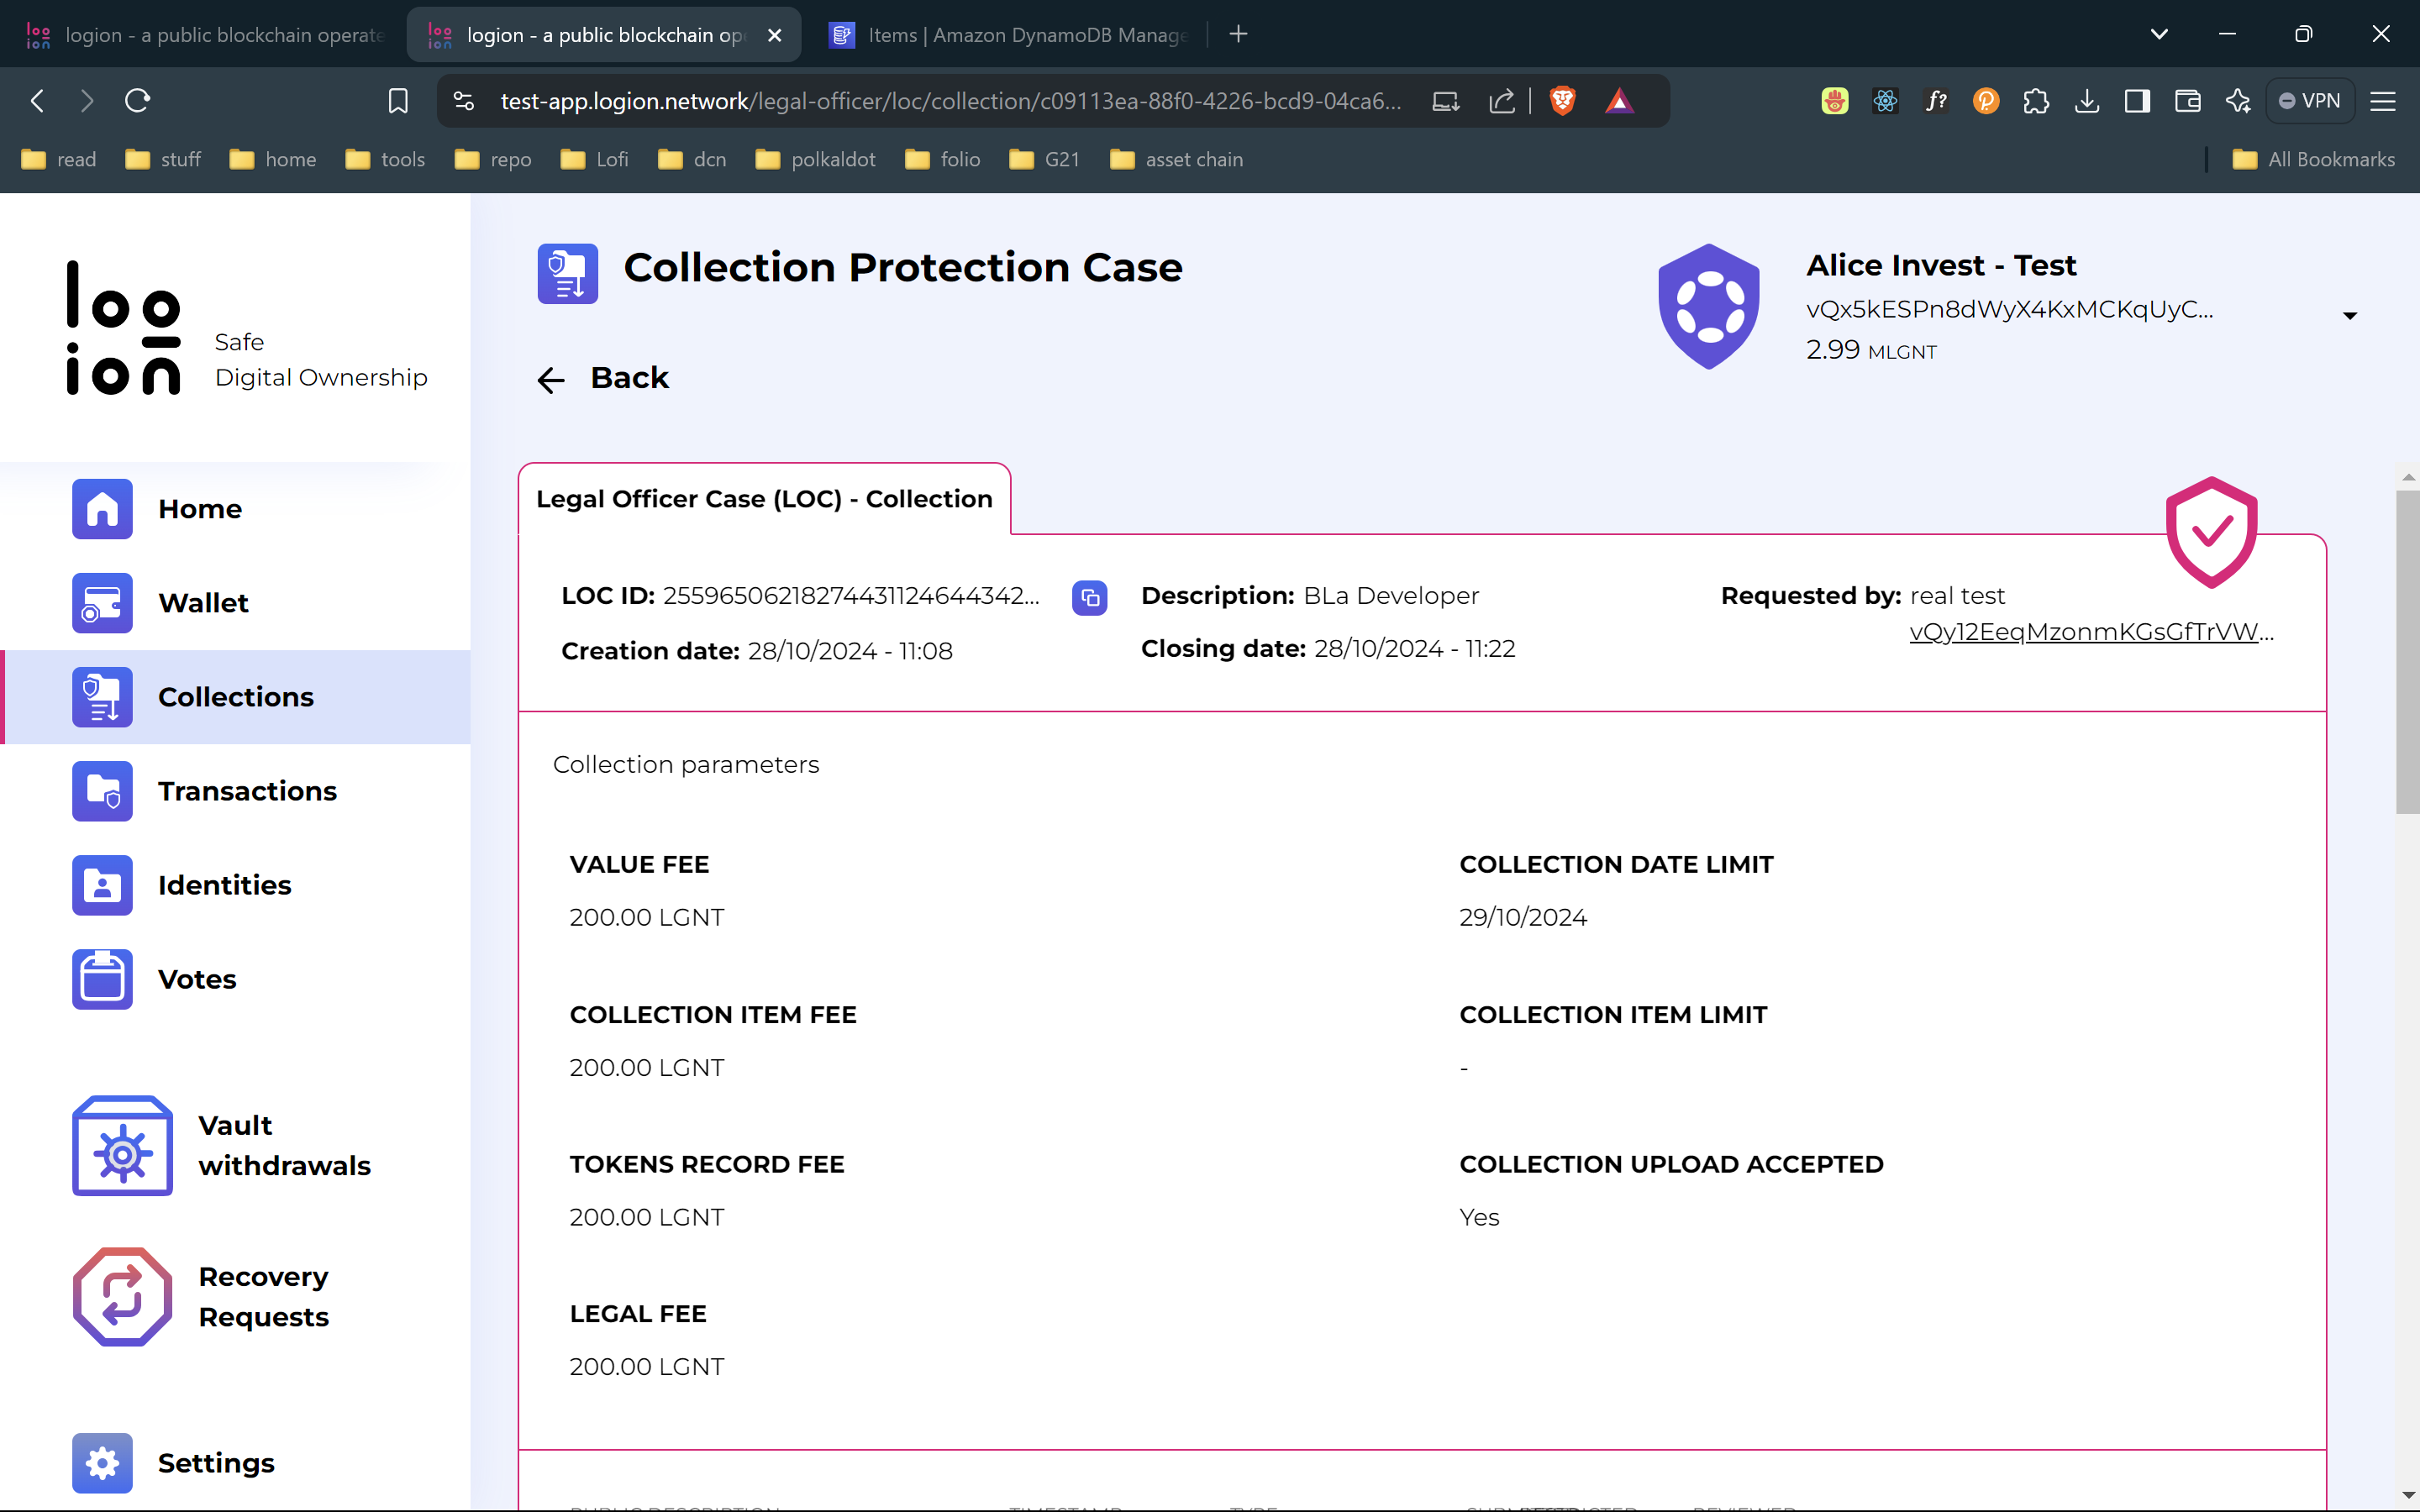 logion - a public blockchain operate
logion - a public blockchain op
Items | Amazon DynamoDB Manage
test-app.logion.network/legal-officer/loc/collection/c09113ea-88f0-4226-bcd9-04ca6...
VPN
read
stuff
home
tools
repo
Lofi
dcn
polkaldot
folio
G21
asset chain
All Bookmarks
logion
Safe
Digital Ownership
Home
Wallet
Collections
Transactions
Identities
Votes
Vault
withdrawals
Recovery
Requests
Settings
Collection Protection Case
Back
Alice Invest - Test
vQx5kESPn8dWyX4KxMCKqUyC...
2.99 MLGNT
Legal Officer Case (LOC) - Collection
LOC ID: 25596506218274431124644342...
Creation date: 28/10/2024 - 11:08
Description: BLa Developer
Closing date: 28/10/2024 - 11:22
Requested by: real test
vQy12EeqMzonmKGsGfTrVW...
Collection parameters
VALUE FEE
200.00 LGNT
COLLECTION DATE LIMIT
29/10/2024
COLLECTION ITEM FEE
200.00 LGNT
COLLECTION ITEM LIMIT
-
TOKENS RECORD FEE
200.00 LGNT
COLLECTION UPLOAD ACCEPTED
Yes
LEGAL FEE
200.00 LGNT